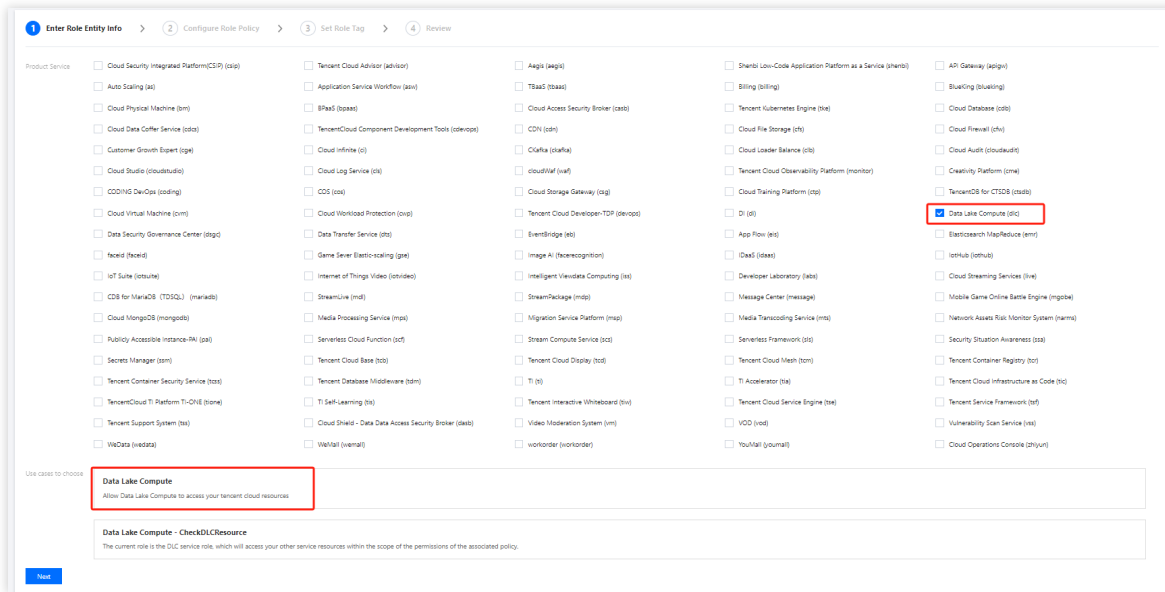 1 Enter Role Entity Info > 2 Configure Role Policy > 3 Set Role Tag > 4 Review
Product Service
Cloud Security Integrated Platform(CSIP) (csip) Tencent Cloud Advisor (advisor) Aegis (aegis) Shenbi Low-Code Application Platform as a Service (shenbi) API Gateway (apigw)
Auto Scaling (as) Application Service Workflow (asw) TBaaS (tbaas) Billing (billing) BlueKing (blueking)
Cloud Physical Machine (bm) BPaaS (bpaas) Cloud Access Security Broker (casb) Tencent Kubernetes Engine (tke) Cloud Database (cdb)
Cloud Data Coffer Service (cdcs) TencentCloud Component Development Tools (cdevops) CDN (cdn) Cloud File Storage (cfs) Cloud Firewall (cfw)
Customer Growth Expert (cge) Cloud Infinite (ci) CKafka (ckafka) Cloud Loader Balance (clb) Cloud Audit (cloudaudit)
Cloud Studio (cloudstudio) Cloud Log Service (cls) cloudWaf (waf) Tencent Cloud Observability Platform (monitor) Creativity Platform (cme)
CODING DevOps (coding) COS (cos) Cloud Storage Gateway (csg) Cloud Training Platform (ctp) TencentDB for CTSDB (ctsdb)
Cloud Virtual Machine (cvm) Cloud Workload Protection (cwp) Tencent Cloud Developer-TDP (devops) DI (di) Data Lake Compute (dlc)
Data Security Governance Center (dsgc) Data Transfer Service (dts) EventBridge (eb) App Flow (eis) Elasticsearch MapReduce (emr)
faceid (faceid) Game Sever Elastic-scaling (gse) Image AI (facerecognition) IDaaS (idaas) IotHub (iothub)
IoT Suite (iotsuite) Internet of Things Video (iotvideo) Intelligent Viewdata Computing (iss) Developer Laboratory (labs) Cloud Streaming Services (live)
CDB for MariaDB（TDSQL） (mariadb) StreamLive (mdl) StreamPackage (mdp) Message Center (message) Mobile Game Online Battle Engine (mgobe)
Cloud MongoDB (mongodb) Media Processing Service (mps) Migration Service Platform (msp) Media Transcoding Service (mts) Network Assets Risk Monitor System (narms)
Publicly Accessible Instance-PAI (pai) Serverless Cloud Function (scf) Stream Compute Service (scs) Serverless Framework (sls) Security Situation Awareness (ssa)
Secrets Manager (ssm) Tencent Cloud Base (tcb) Tencent Cloud Display (tcd) Tencent Cloud Mesh (tcm) Tencent Container Registry (tcr)
Tencent Container Security Service (tcss) Tencent Database Middleware (tdm) TI (ti) TI Accelerator (tia) Tencent Cloud Infrastructure as Code (tic)
TencentCloud TI Platform TI-ONE (tione) TI Self-Learning (tis) Tencent Interactive Whiteboard (tiw) Tencent Cloud Service Engine (tse) Tencent Service Framework (tsf)
Tencent Support System (tss) Cloud Shield - Data Data Access Security Broker (dasb) Video Moderation System (vm) VOD (vod) Vulnerability Scan Service (vss)
WeData (wedata) WeMall (wemall) workorder (workorder) YouMall (youmall) Cloud Operations Console (zhiyun)
Use cases to choose
Data Lake Compute
Allow Data Lake Compute to access your tencent cloud resources
Data Lake Compute - CheckDLCResource
The current role is the DLC service role, which will access your other service resources within the scope of the permissions of the associated policy.
Next